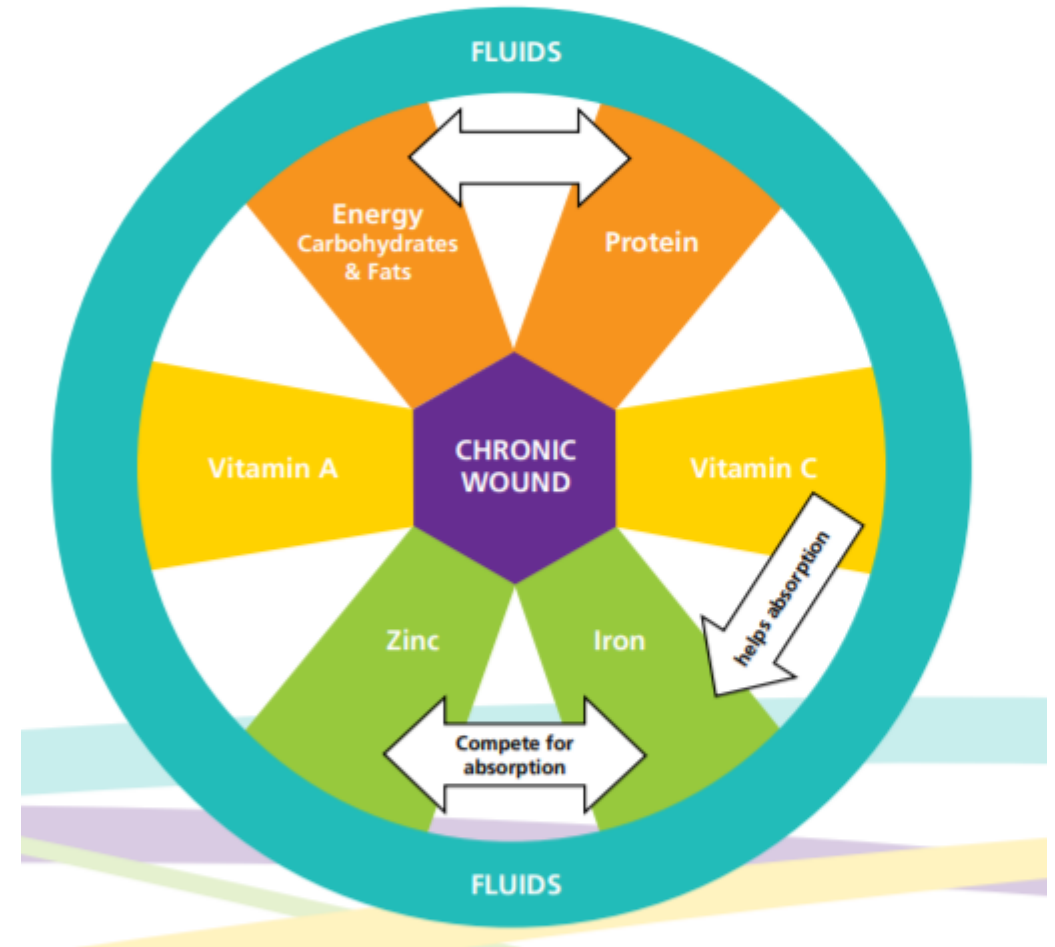 FLUIDS
Energy
Carbohydrates
& Fats
Protein
Vitamin A
CHRONIC
WOUND
Vitamin C
helps absorption
Zinc
Iron
Compete for
absorption
FLUIDS